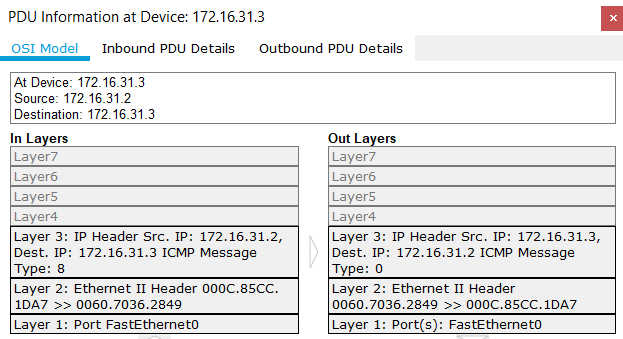 PDU Information at Device: 172.16.31.3
OSI Model
Inbound PDU Details
Outbound PDU Details
At Device: 172.16.31.3
Source: 172.16.31.2
Destination: 172.16.31.3
In Layers
Layer7
Layer6
Layer5
Layer4
Layer 3: IP Header Src. IP: 172.16.31.2,
Dest. IP: 172.16.31.3 ICMP Message
Type: 8
Layer 2: Ethernet II Header 000C.85CC.
1DA7 >> 0060.7036.2849
Layer 1: Port FastEthernet0
Out Layers
Layer7
Layer6
Layer5
Layer4
Layer 3: IP Header Src. IP: 172.16.31.3,
Dest. IP: 172.16.31.2 ICMP Message
Type: 0
Layer 2: Ethernet II Header
0060.7036.2849 >> 000C.85CC.1DA7
Layer 1: Port(s): FastEthernet0